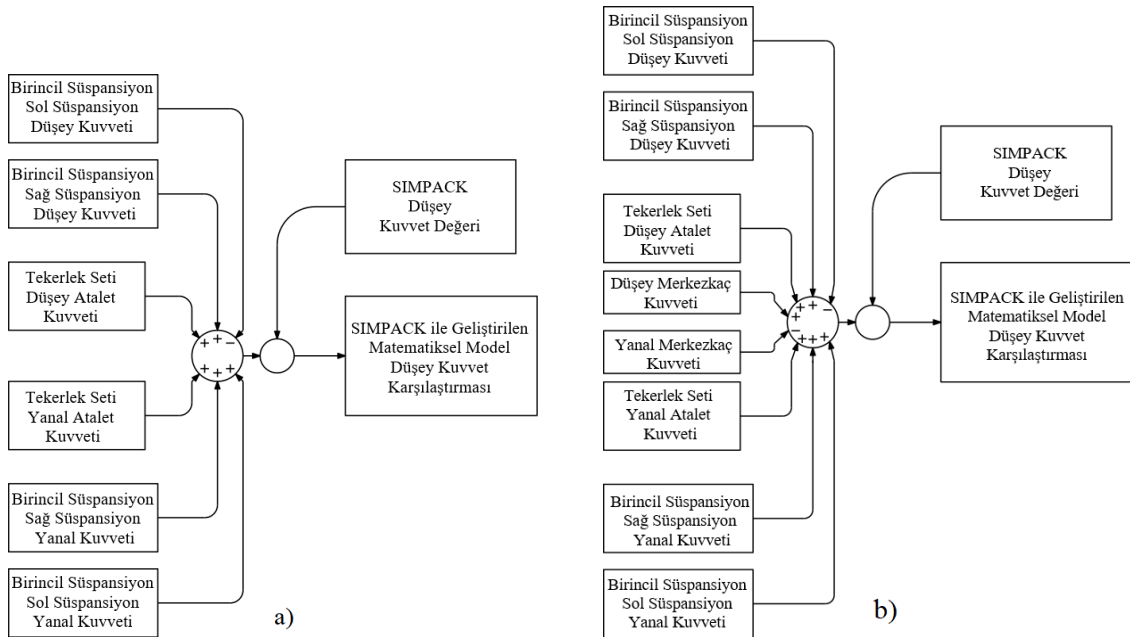 Birincil Süspansiyon
Sol Süspansiyon
Düşey Kuvveti
Birincil Süspansiyon
Sağ Süspansiyon
Düşey Kuvveti
Tekerlek Seti
Düşey Atalet
Kuvveti
Tekerlek Seti
Yanal Atalet
Kuvveti
Birincil Süspansiyon
Sağ Süspansiyon
Yanal Kuvveti
Birincil Süspansiyon
Sol Süspansiyon
Yanal Kuvveti
+ + −
+ + +
SIMPACK
Düşey
Kuvvet Değeri
SIMPACK ile Geliştirilen
Matematiksel Model
Düşey Kuvvet
Karşılaştırması
a)
Birincil Süspansiyon
Sol Süspansiyon
Düşey Kuvveti
Birincil Süspansiyon
Sağ Süspansiyon
Düşey Kuvveti
Tekerlek Seti
Düşey Atalet
Kuvveti
Düşey Merkezkaç
Kuvveti
Yanal Merkezkaç
Kuvveti
Tekerlek Seti
Yanal Atalet
Kuvveti
Birincil Süspansiyon
Sağ Süspansiyon
Yanal Kuvveti
Birincil Süspansiyon
Sol Süspansiyon
Yanal Kuvveti
+ + −
+
−
+ + +
SIMPACK
Düşey
Kuvvet Değeri
SIMPACK ile Geliştirilen
Matematiksel Model
Düşey Kuvvet
Karşılaştırması
b)